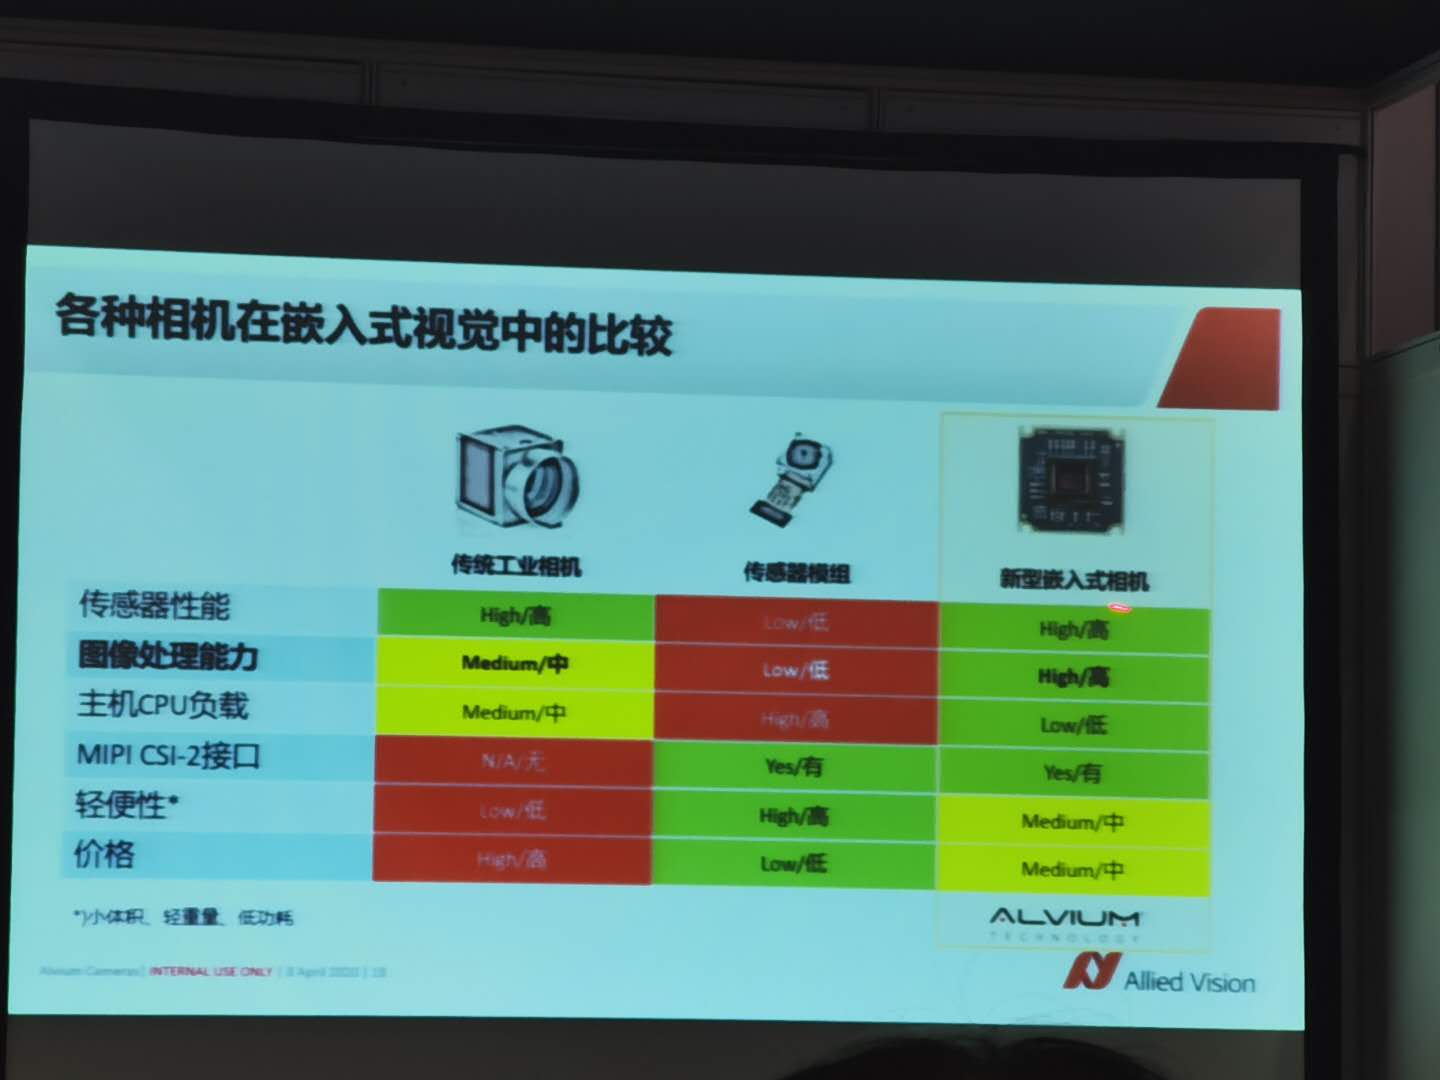 各种相机在嵌入式视觉中的比较
传统工业相机 传感器模组 新型嵌入式相机
传感器性能 High/高 Low/低 High/高
图像处理能力 Medium/中 Low/低 High/高
主机CPU负载 Medium/中 High/高 Low/低
MIPI CSI-2接口 N/A/无 Yes/有 Yes/有
轻便性* Low/低 High/高 Medium/中
价格 High/高 Low/低 Medium/中
*)小体积、轻重量、低功耗
ALVIUM
TECHNOLOGY
Alvium Cameras | INTERNAL USE ONLY | 8 April 2020 | 18
Allied Vision